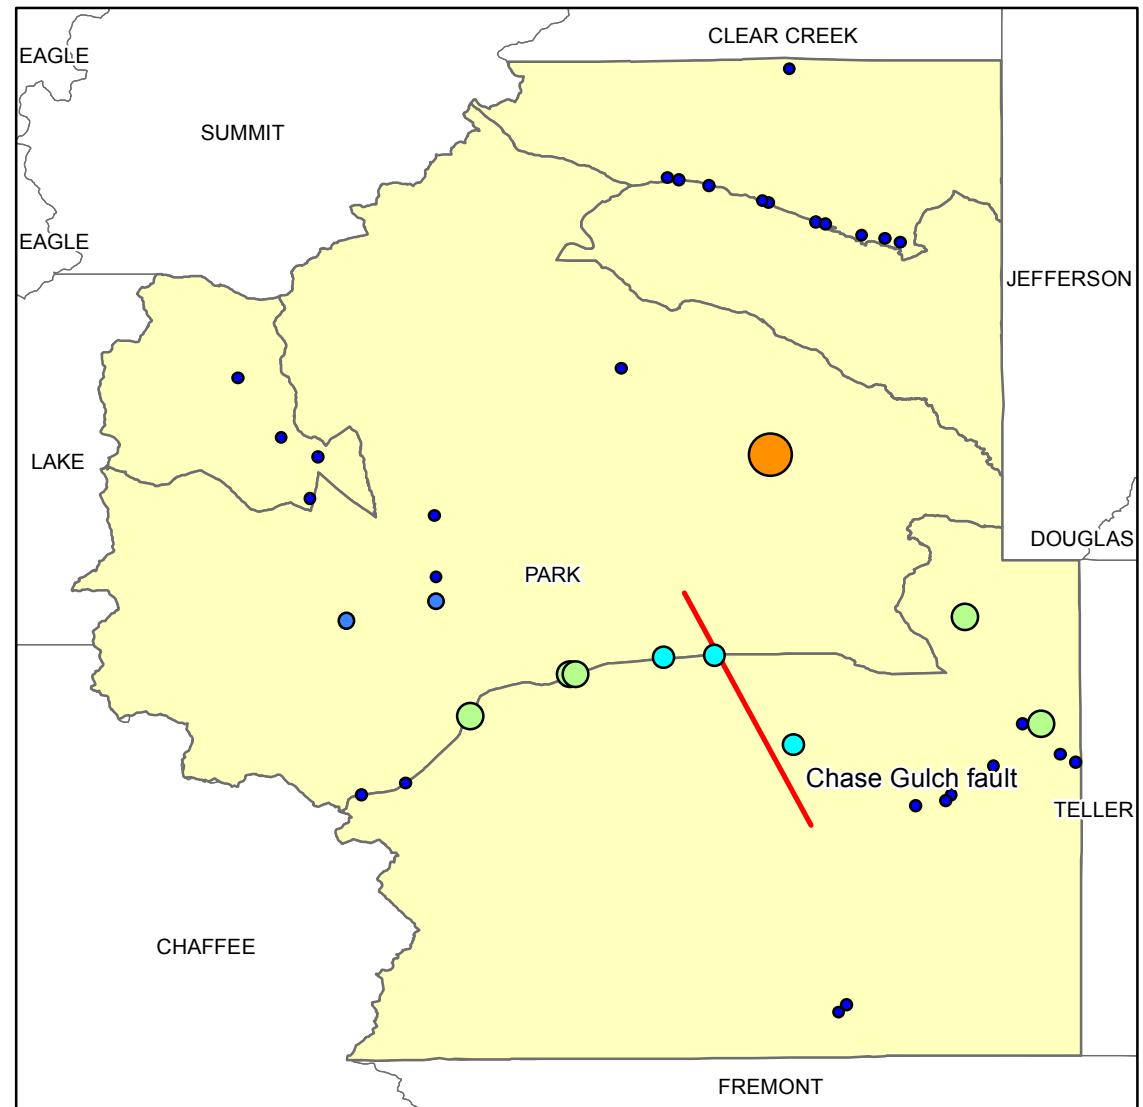 CLEAR CREEK
EAGLE
SUMMIT
EAGLE
JEFFERSON
LAKE
DOUGLAS
PARK
Chase Gulch fault
TELLER
CHAFFEE
FREMONT